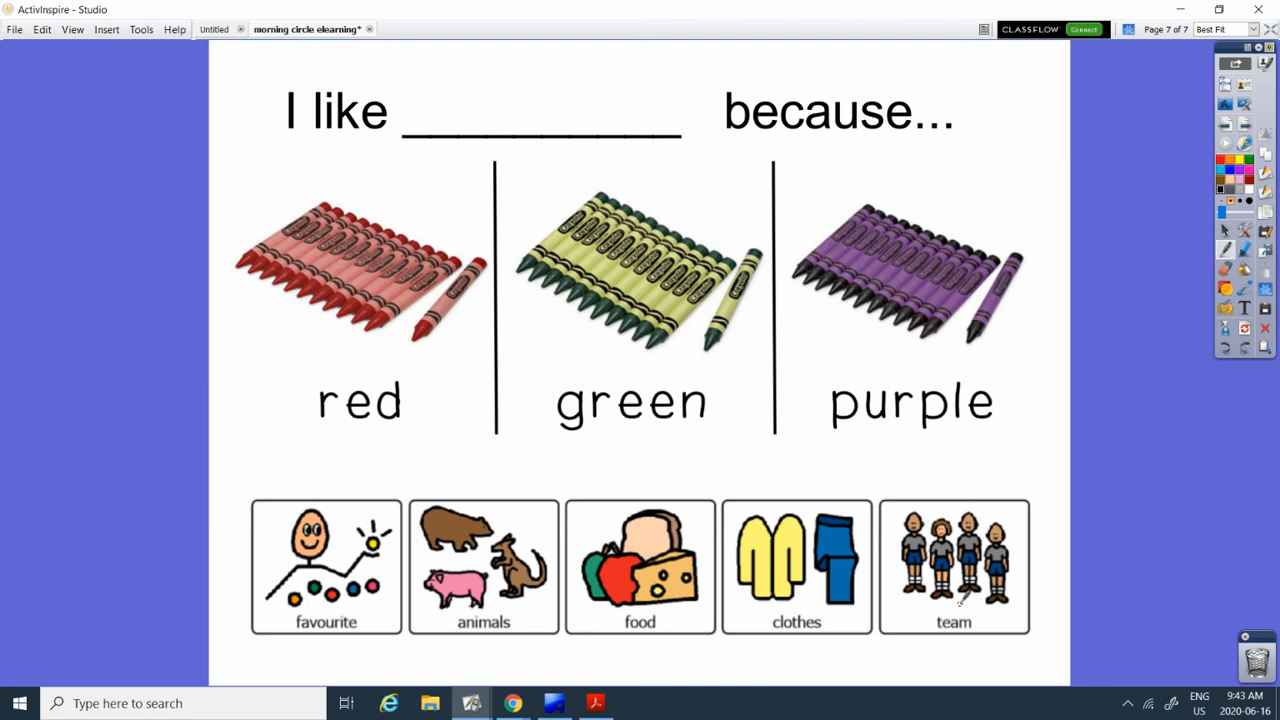 ActivInspire - Studio
File Edit View Insert Tools Help
Untitled
morning circle elearning*
CLASSFLOW Connect
Page 7 of 7
Best Fit
I like __________ because...
red green purple
favourite animals food clothes team
Type here to search
ENG
US
9:43 AM
2020-06-16